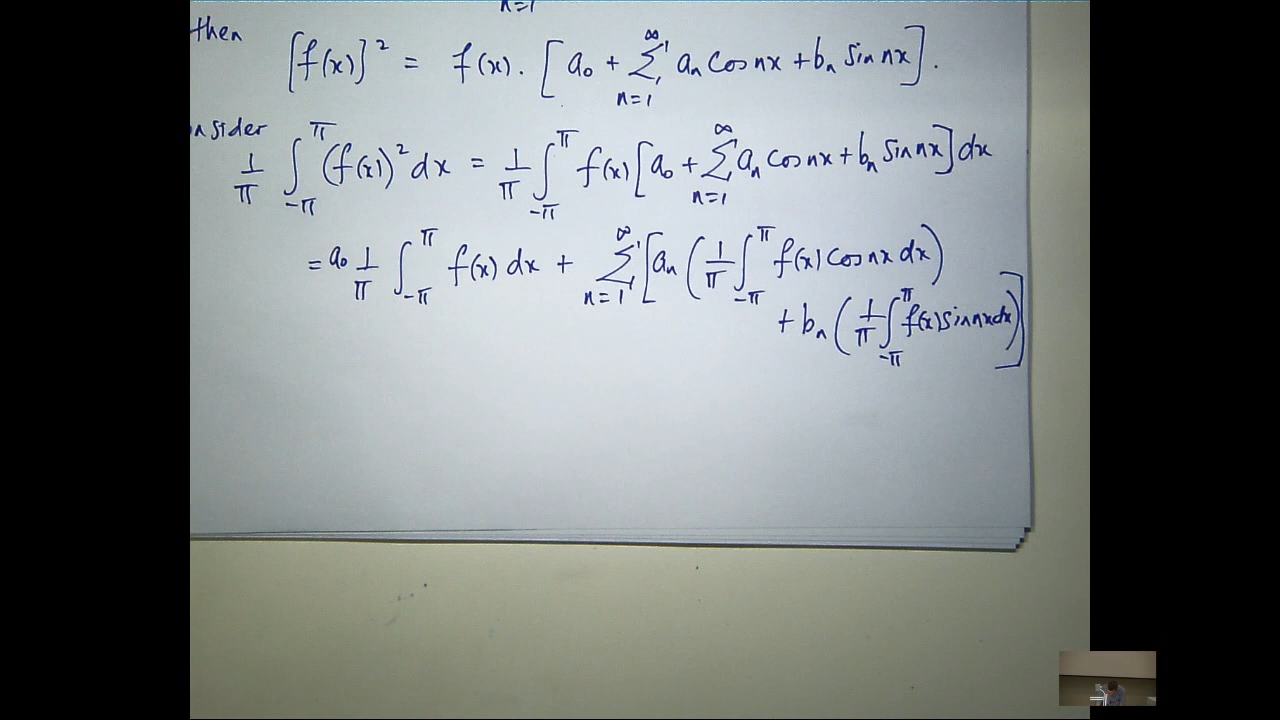 n=1
then
[f(x)]² = f(x) . [a₀ + ∑_{n=1}^{∞} aₙ cos nx + bₙ sin nx].
nsider
1/π ∫_{-π}^{π} (f(x))² dx = 1/π ∫_{-π}^{π} f(x) [a₀ + ∑_{n=1}^{∞} aₙ cos nx + bₙ sin nx] dx
= a₀ 1/π ∫_{-π}^{π} f(x) dx + ∑_{n=1}^{∞} [aₙ (1/π ∫_{-π}^{π} f(x) cos nx dx)
+ bₙ (1/π ∫_{-π}^{π} f(x) sin nx dx)]